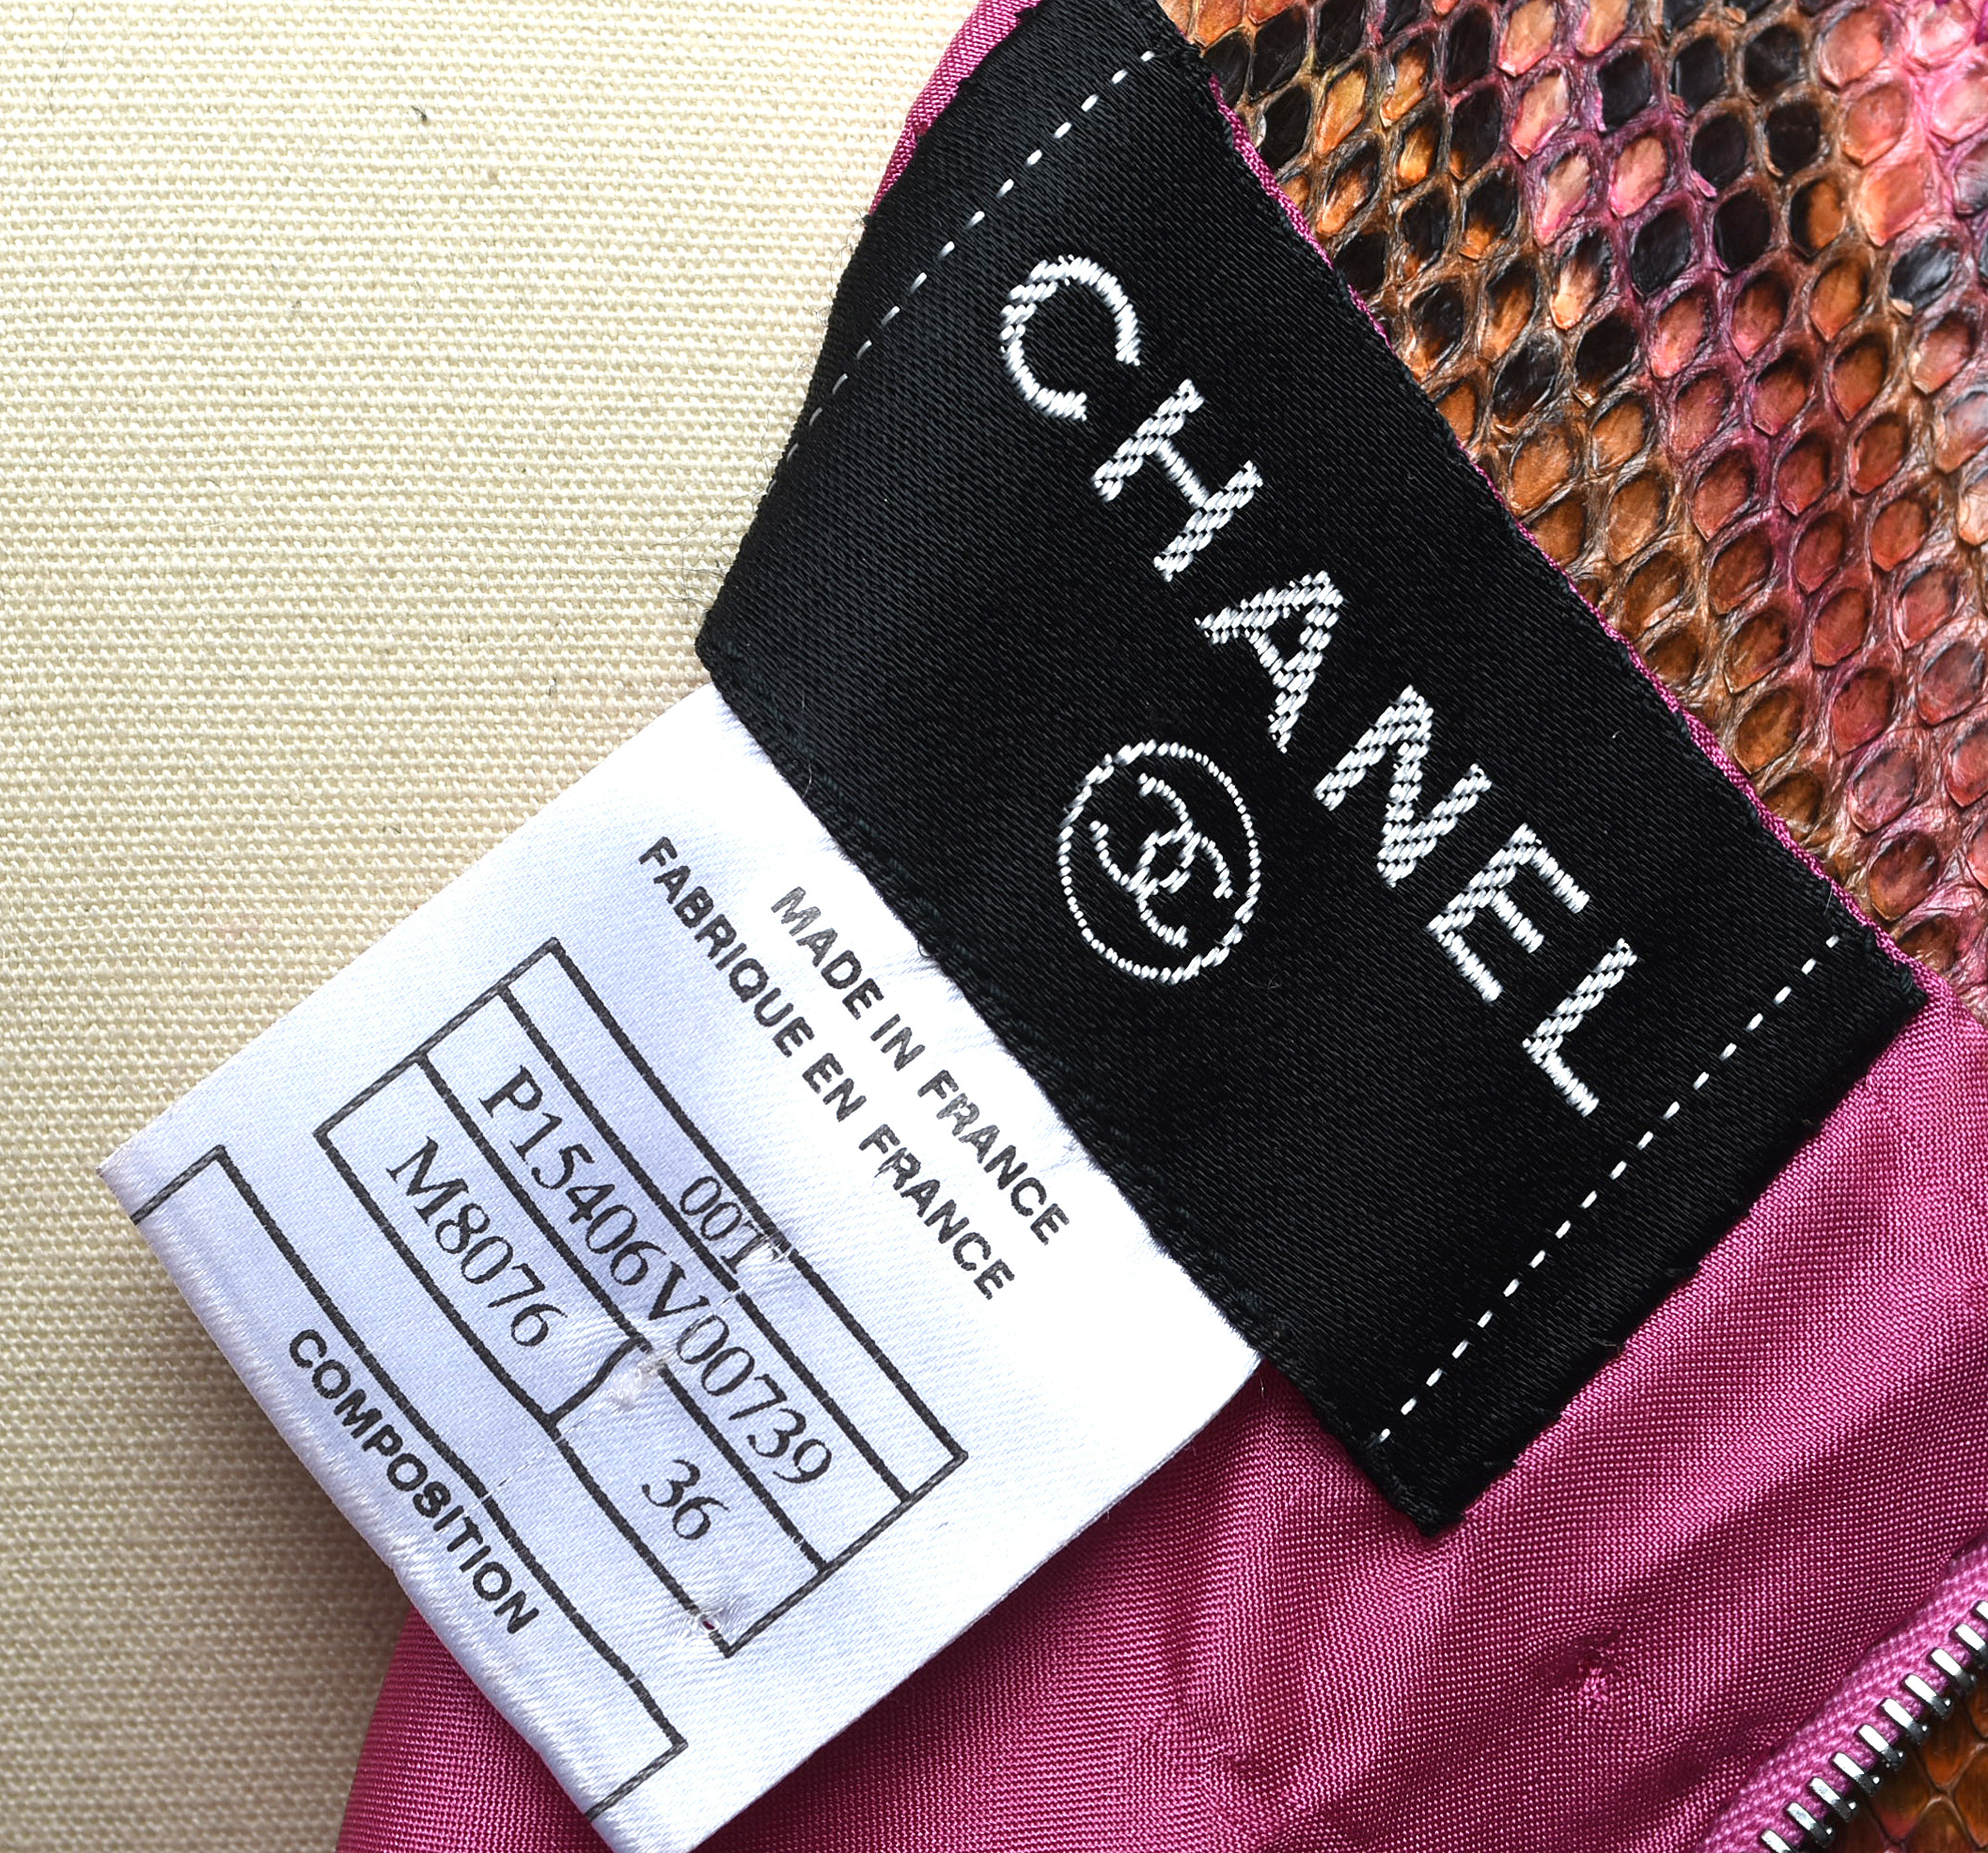 CHANEL
MADE IN FRANCE
FABRIQUE EN FRANCE
00T
P15406V00739
M8076 36
COMPOSITION